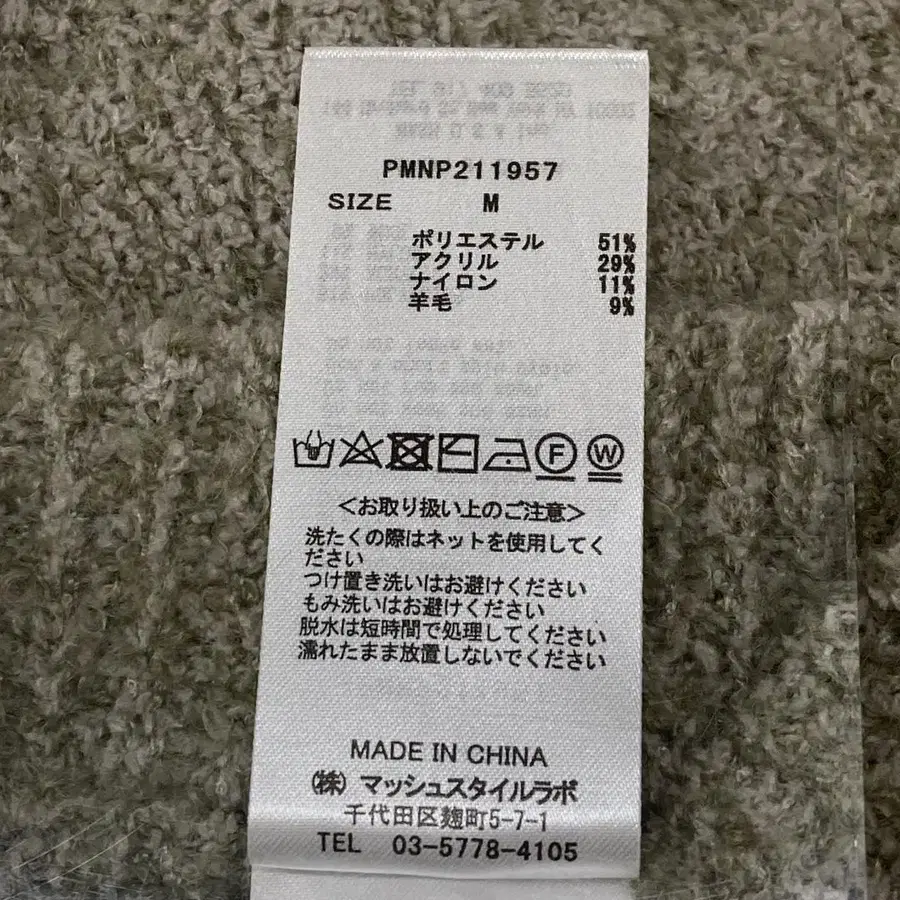 PMNP211957
SIZE M
ポリエステル 51%
アクリル 29%
ナイロン 11%
羊毛 9%
F W
<お取り扱い上のご注意>
洗たくの際はネットを使用してく
ださい
つけ置き洗いはお避けください
もみ洗いはお避けください
脱水は短時間で処理してください
濡れたまま放置しないでください
MADE IN CHINA
(株) マッシュスタイルラボ
千代田区麹町5-7-1
TEL 03-5778-4105